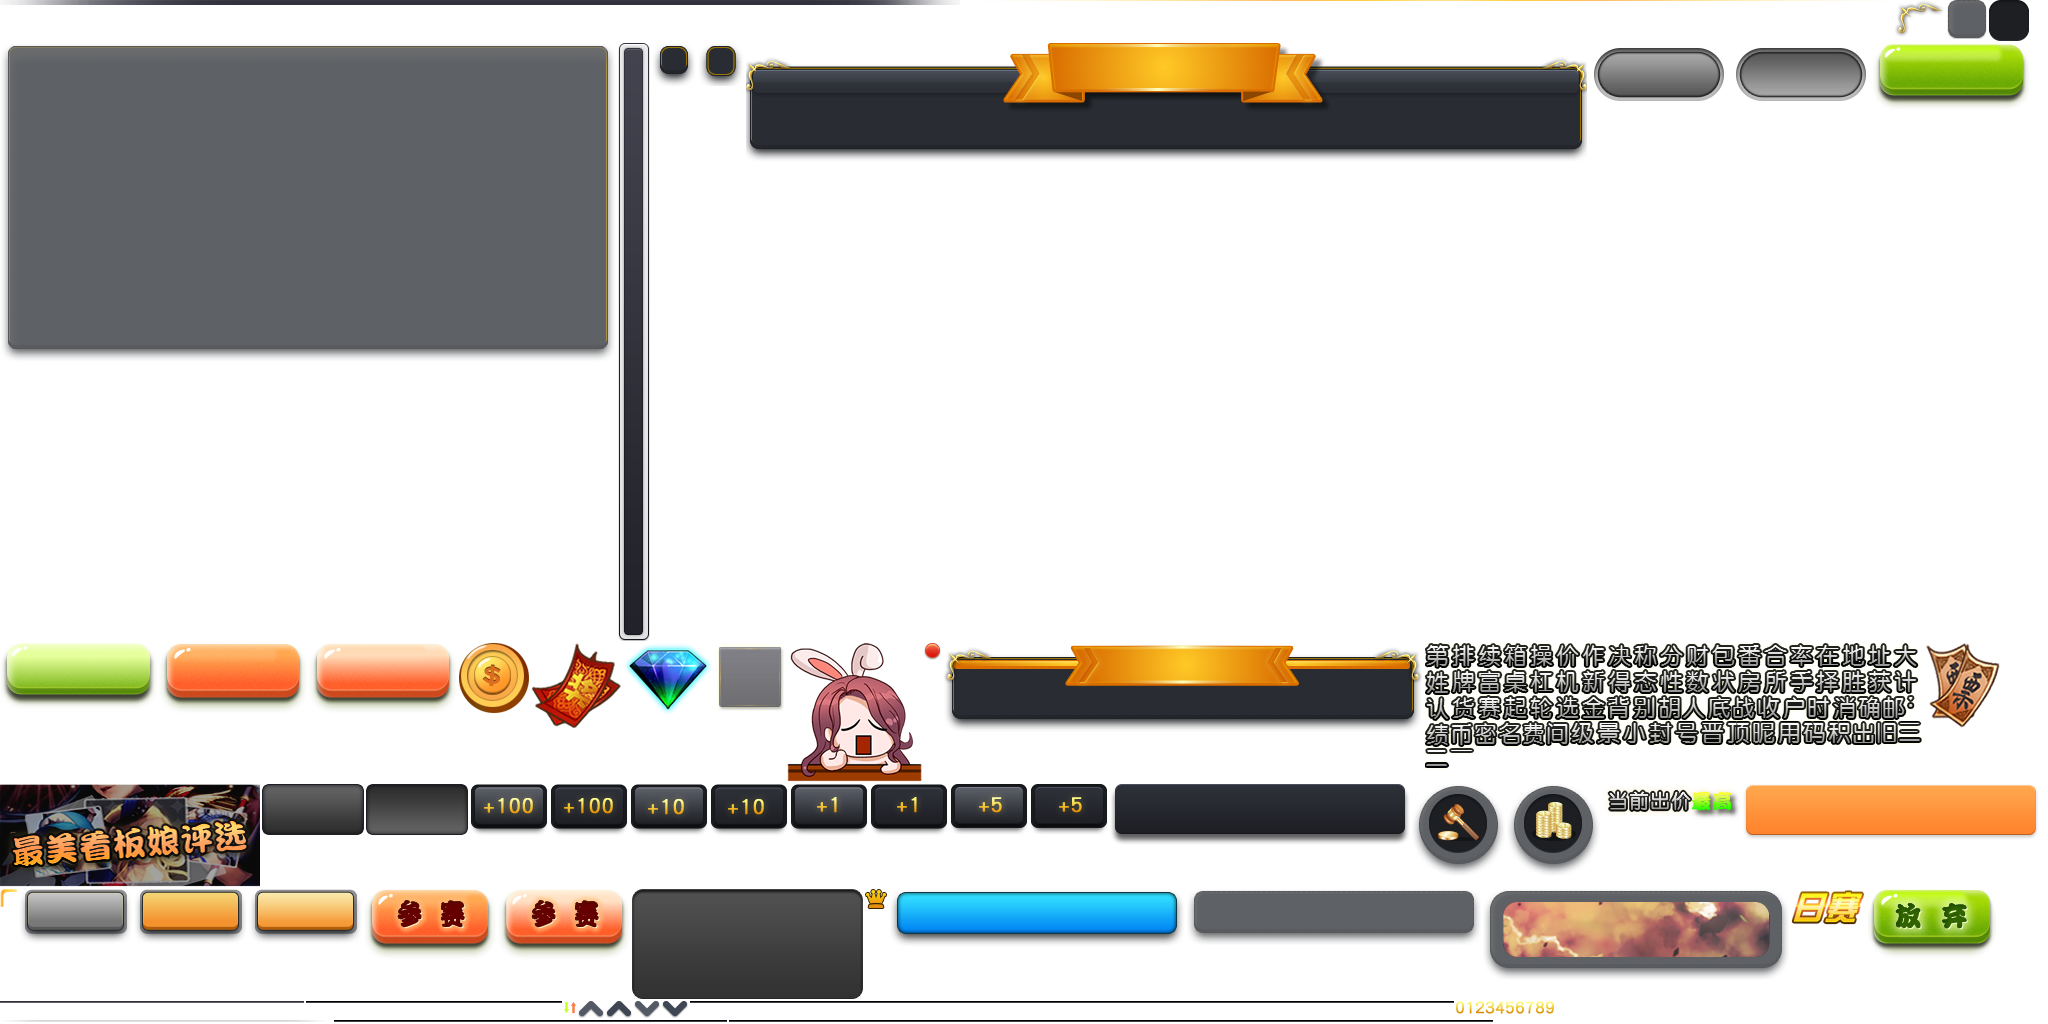 第排续箱操价作决称分财包番合率在地址大
姓牌富桌杠机新得态性数状房所手择胜获计
认货赛起轮选金背别胡人底战收户时消确邮:
绩币密名费间级景小封号晋顶昵用码积出旧三
二一
最美看板娘评选
+100
+100
+10
+10
+1
+1
+5
+5
当前出价最高
参 赛
参 赛
日赛
放 弃
0123456789